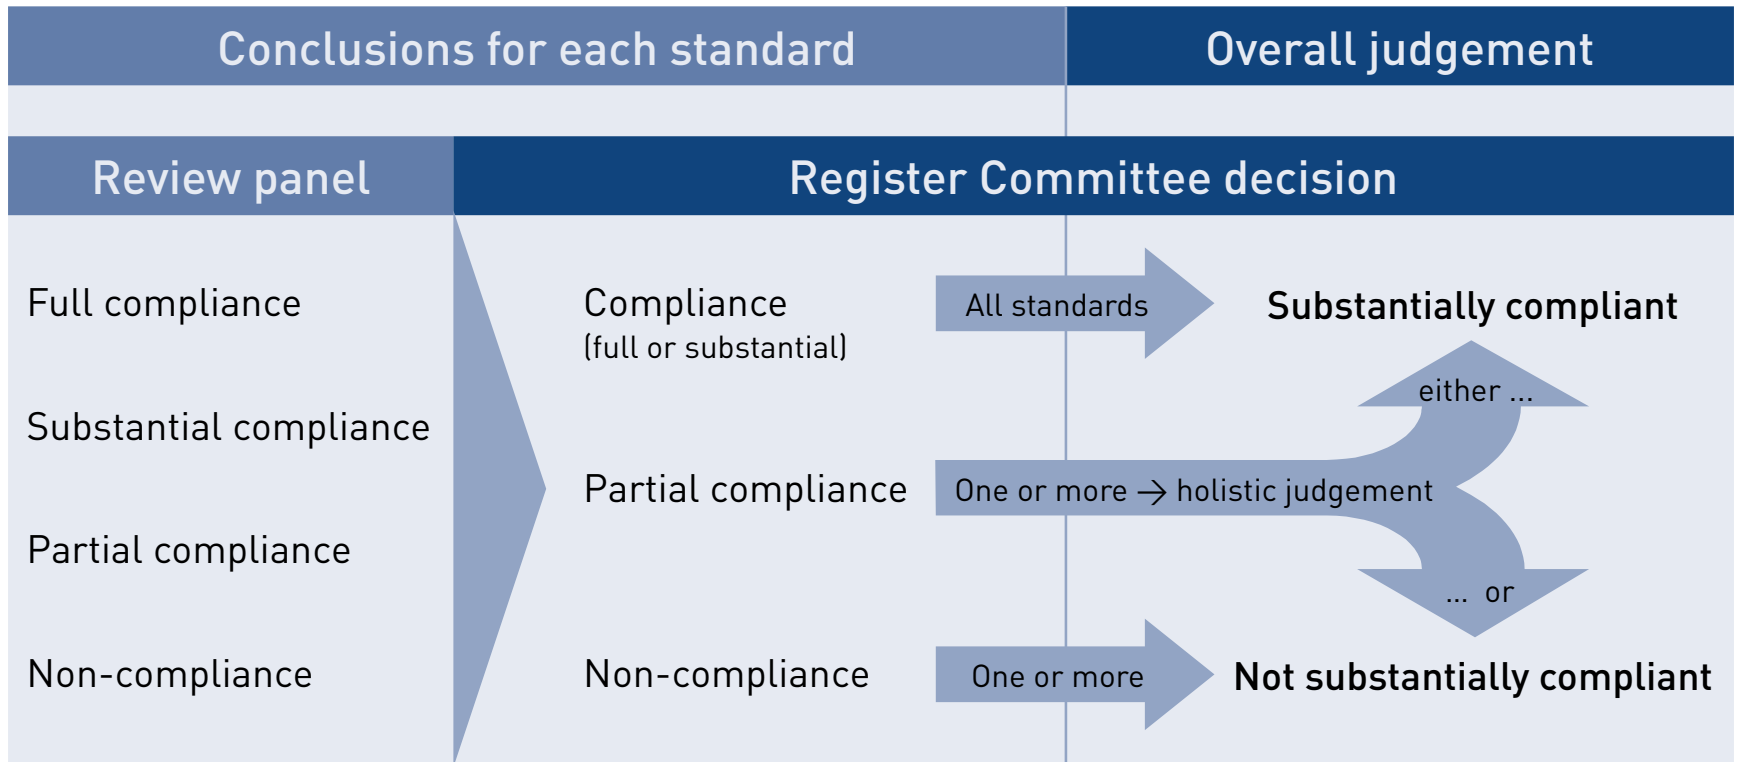 Conclusions for each standard
Overall judgement
Review panel
Register Committee decision
Full compliance
Substantial compliance
Partial compliance
Non-compliance
Compliance
(full or substantial)
All standards
Substantially compliant
either ...
Partial compliance
One or more → holistic judgement
... or
Non-compliance
One or more
Not substantially compliant